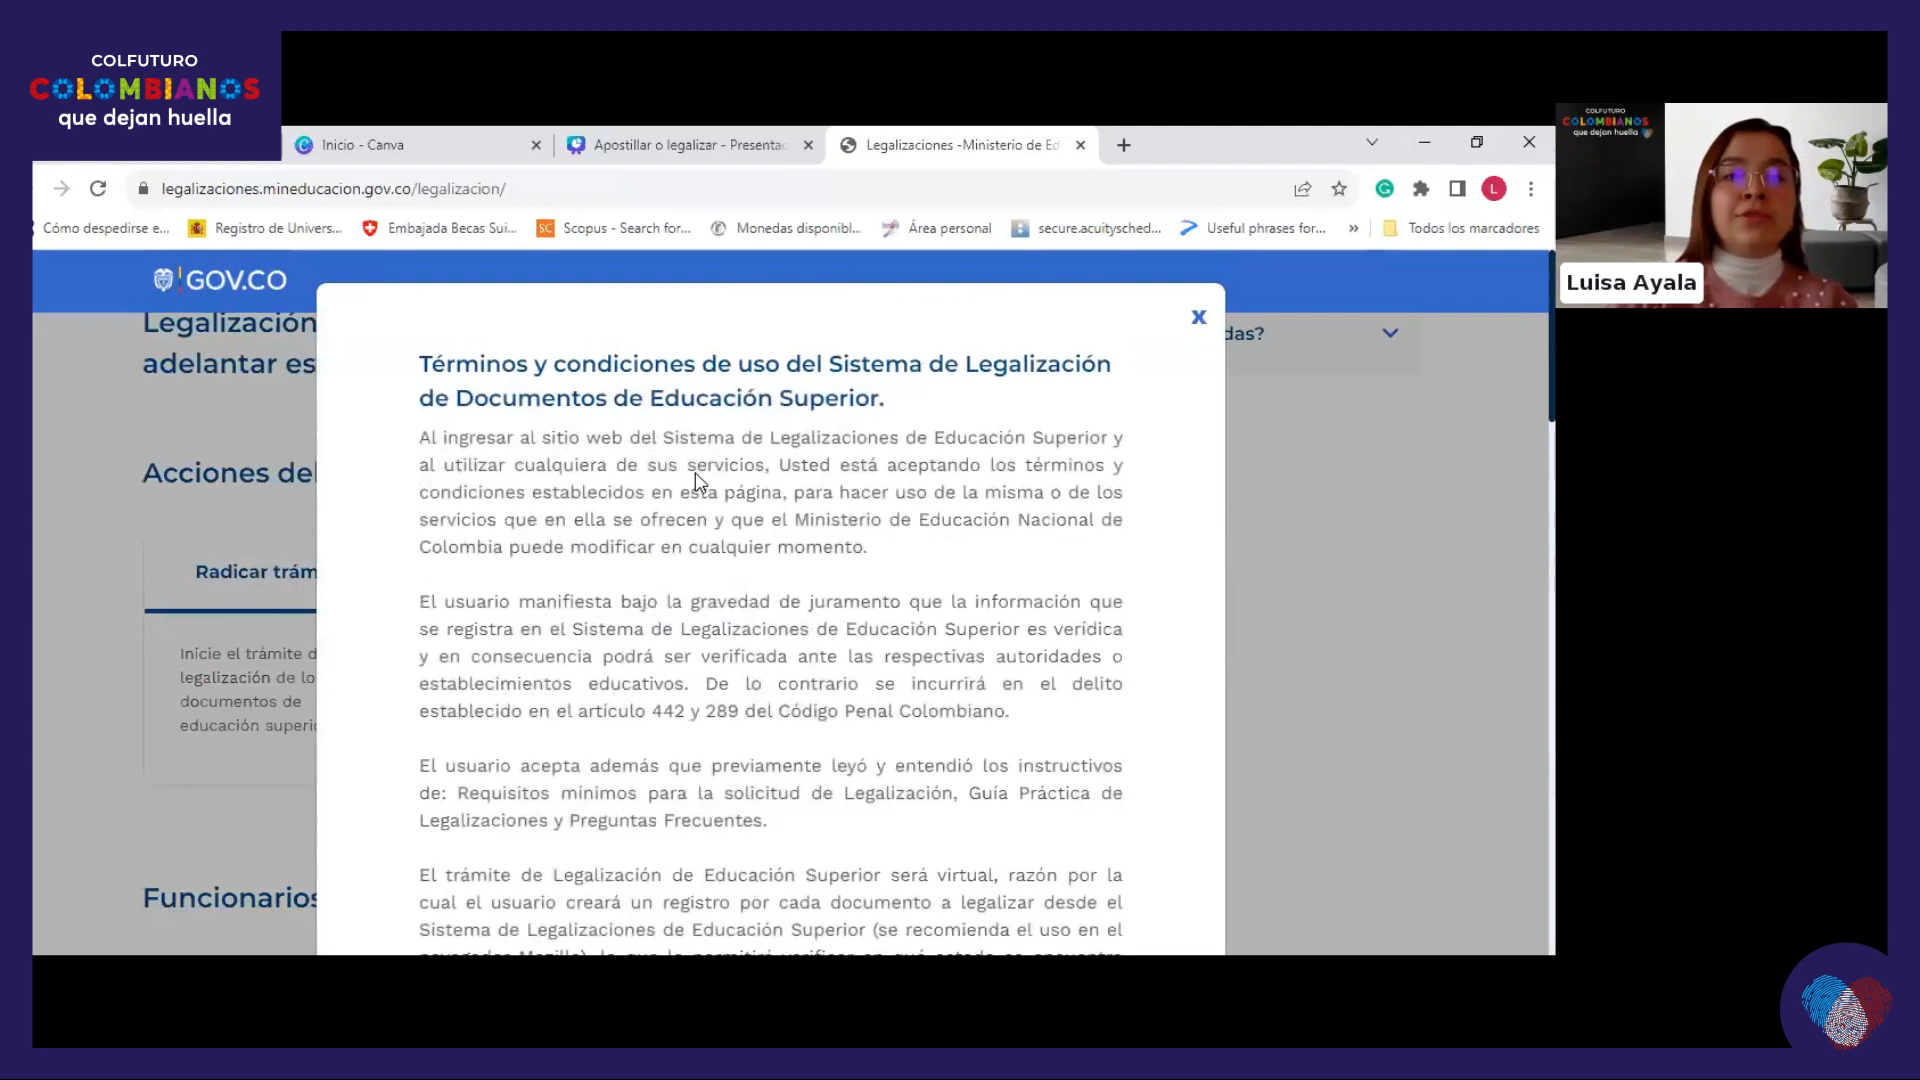 COLFUTURO
COLOMBIANOS
que dejan huella
Inicio - Canva
Apostillar o legalizar - Presentac
Legalizaciones -Ministerio de Ed
legalizaciones.mineducacion.gov.co/legalizacion/
L
Cómo despedirse e...
Registro de Univers...
Embajada Becas Sui...
SC
Scopus - Search for...
Monedas disponibl...
Área personal
secure.acuitysched...
Useful phrases for...
»
Todos los marcadores
GOV.CO
Legalización
adelantar es
das?
Acciones del
Radicar trám
Inície el trámite d
legalización de lo
documentos de
educación superio
Funcionarios
x
Términos y condiciones de uso del Sistema de Legalización
de Documentos de Educación Superior.
Al ingresar al sitio web del Sistema de Legalizaciones de Educación Superior y
al utilizar cualquiera de sus servicios, Usted está aceptando los términos y
condiciones establecidos en esta página, para hacer uso de la misma o de los
servicios que en ella se ofrecen y que el Ministerio de Educación Nacional de
Colombia puede modificar en cualquier momento.
El usuario manifiesta bajo la gravedad de juramento que la información que
se registra en el Sistema de Legalizaciones de Educación Superior es verídica
y en consecuencia podrá ser verificada ante las respectivas autoridades o
establecimientos educativos. De lo contrario se incurrirá en el delito
establecido en el artículo 442 y 289 del Código Penal Colombiano.
El usuario acepta además que previamente leyó y entendió los instructivos
de: Requisitos mínimos para la solicitud de Legalización, Guía Práctica de
Legalizaciones y Preguntas Frecuentes.
El trámite de Legalización de Educación Superior será virtual, razón por la
cual el usuario creará un registro por cada documento a legalizar desde el
Sistema de Legalizaciones de Educación Superior (se recomienda el uso en el
COLFUTURO
COLOMBIANOS
que dejan huella
Luisa Ayala